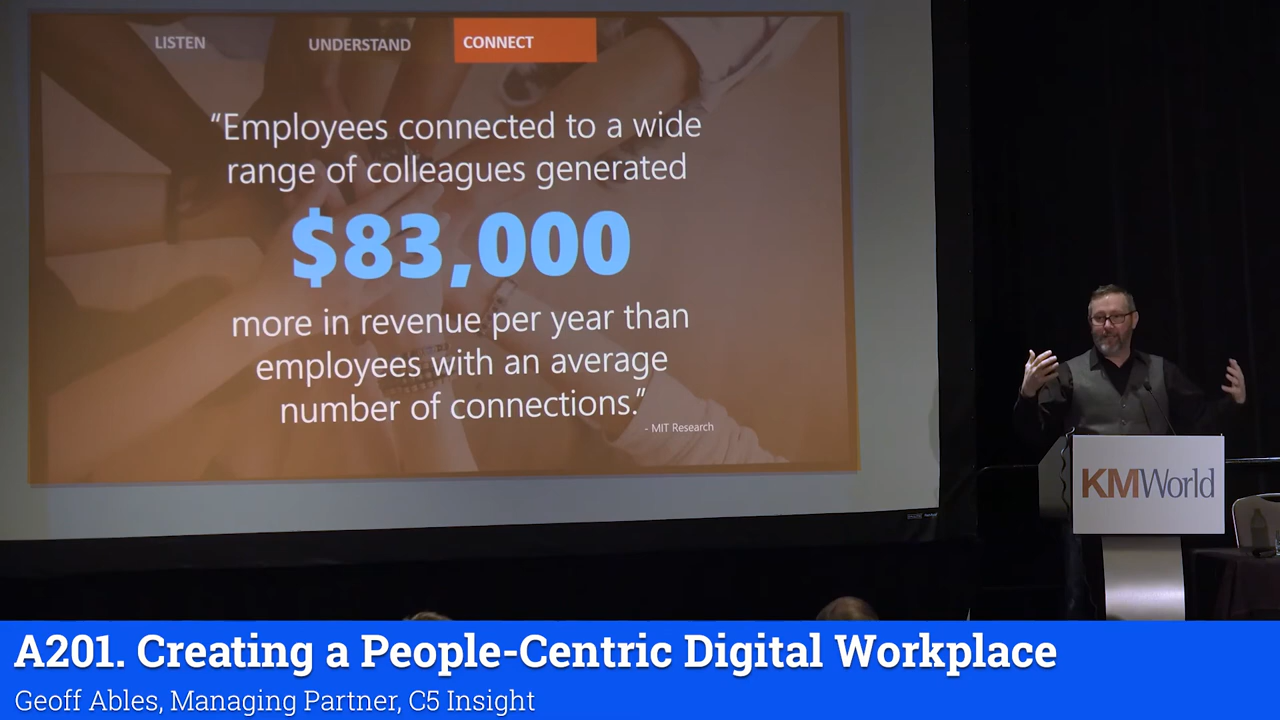 LISTEN UNDERSTAND CONNECT
“Employees connected to a wide
range of colleagues generated
$83,000
more in revenue per year than
employees with an average
number of connections.”
- MIT Research
KMWorld
A201. Creating a People-Centric Digital Workplace
Geoff Ables, Managing Partner, C5 Insight